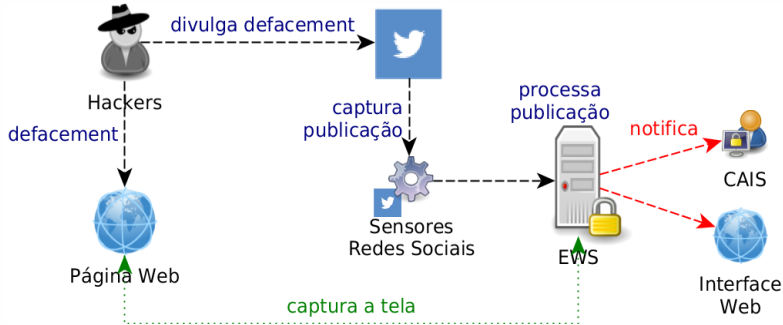 divulga defacement
Hackers
defacement
captura
publicação
processa
publicação
notifica
CAIS
Sensores
Redes Sociais
EWS
Página Web
captura a tela
Interface
Web